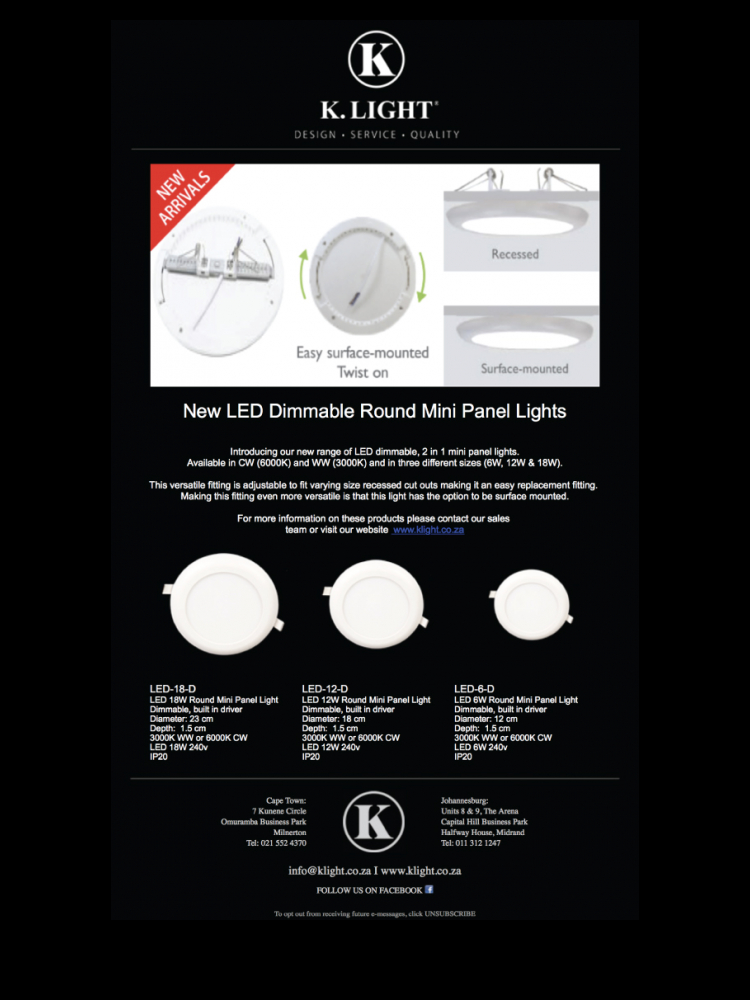 K
K. LIGHT®
DESIGN • SERVICE • QUALITY
NEW
ARRIVALS
Easy surface-mounted
Twist on
Recessed
Surface-mounted
New LED Dimmable Round Mini Panel Lights
Introducing our new range of LED dimmable, 2 in 1 mini panel lights.
Available in CW (6000K) and WW (3000K) and in three different sizes (6W, 12W & 18W).
This versatile fitting is adjustable to fit varying size recessed cut outs making it an easy replacement fitting.
Making this fitting even more versatile is that this light has the option to be surface mounted.
For more information on these products please contact our sales
team or visit our website www.klight.co.za
LED-18-D
LED 18W Round Mini Panel Light
Dimmable, built in driver
Diameter: 23 cm
Depth: 1.5 cm
3000K WW or 6000K CW
LED 18W 240v
IP20
LED-12-D
LED 12W Round Mini Panel Light
Dimmable, built in driver
Diameter: 18 cm
Depth: 1.5 cm
3000K WW or 6000K CW
LED 12W 240v
IP20
LED-6-D
LED 6W Round Mini Panel Light
Dimmable, built in driver
Diameter: 12 cm
Depth: 1.5 cm
3000K WW or 6000K CW
LED 6W 240v
IP20
Cape Town:
7 Kunene Circle
Omuramba Business Park
Milnerton
Tel: 021 552 4370
K
Johannesburg:
Units 8 & 9, The Arena
Capital Hill Business Park
Halfway House, Midrand
Tel: 011 312 1247
info@klight.co.za I www.klight.co.za
FOLLOW US ON FACEBOOK f
To opt out from receiving future e-messages, click UNSUBSCRIBE